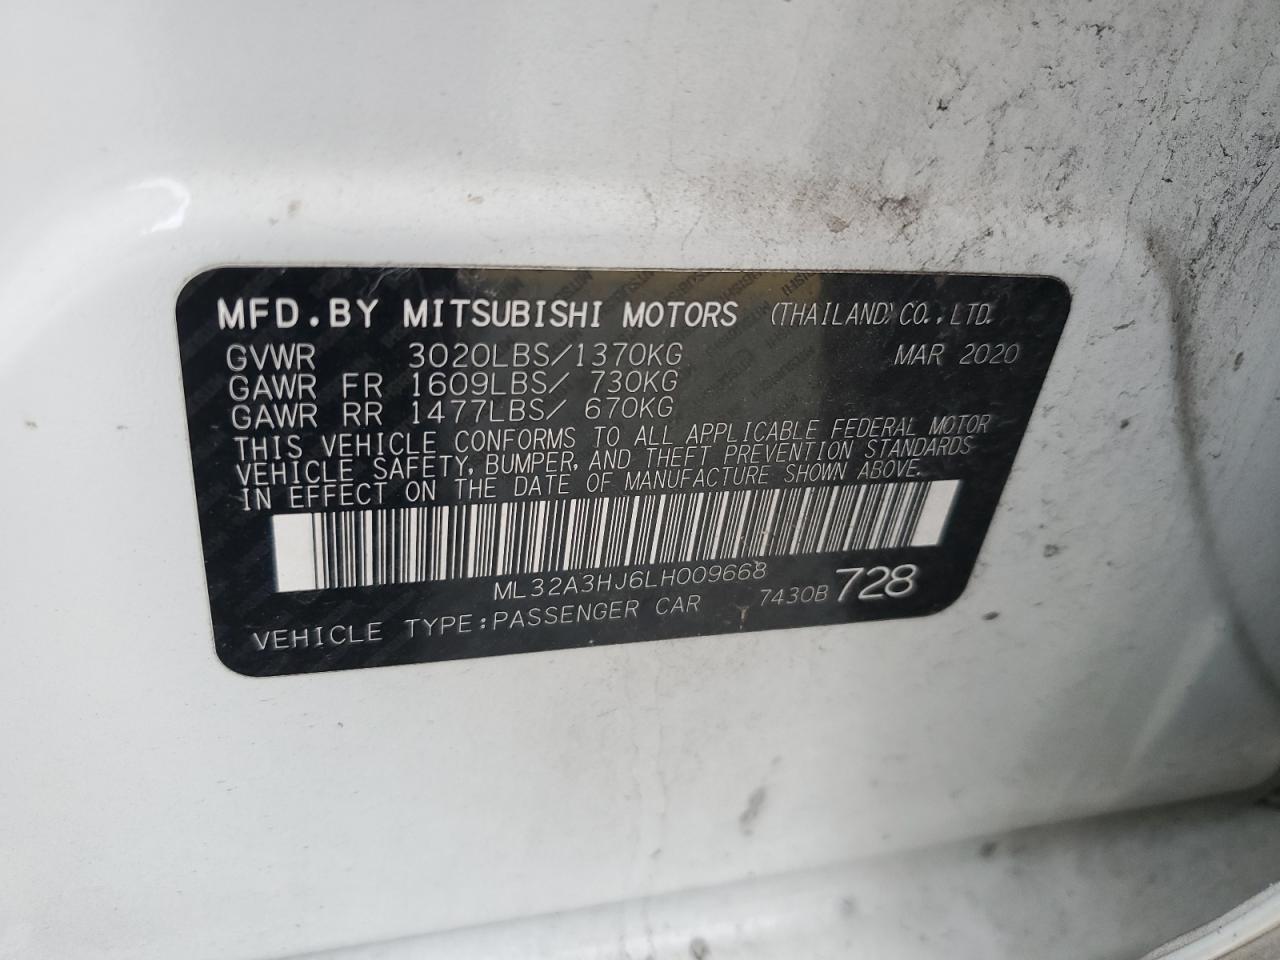 MFD.BY MITSUBISHI MOTORS (THAILAND) CO.,LTD.
GVWR 3020LBS/1370KG MAR 2020
GAWR FR 1609LBS/ 730KG
GAWR RR 1477LBS/ 670KG
THIS VEHICLE CONFORMS TO ALL APPLICABLE FEDERAL MOTOR
VEHICLE SAFETY, BUMPER, AND THEFT PREVENTION STANDARDS
IN EFFECT ON THE DATE OF MANUFACTURE SHOWN ABOVE.
ML32A3HJ6LH009668
VEHICLE TYPE:PASSENGER CAR 7430B 728